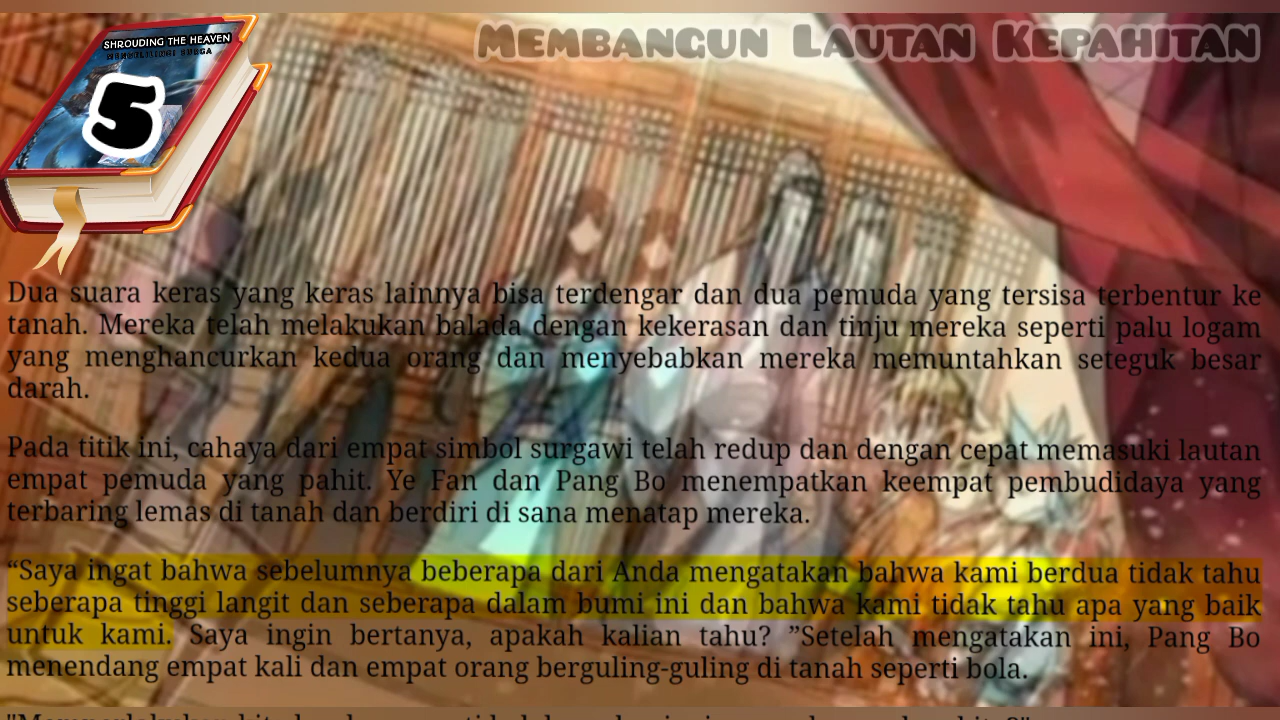 SHROUDING THE HEAVEN
5
Membangun Lautan Kepahitan
Dua suara keras yang keras lainnya bisa terdengar dan dua pemuda yang tersisa terbentur ke
tanah. Mereka telah melakukan balada dengan kekerasan dan tinju mereka seperti palu logam
yang menghancurkan kedua orang dan menyebabkan mereka memuntahkan seteguk besar
darah.
Pada titik ini, cahaya dari empat simbol surgawi telah redup dan dengan cepat memasuki lautan
empat pemuda yang pahit. Ye Fan dan Pang Bo menempatkan keempat pembudidaya yang
terbaring lemas di tanah dan berdiri di sana menatap mereka.
“Saya ingat bahwa sebelumnya beberapa dari Anda mengatakan bahwa kami berdua tidak tahu
seberapa tinggi langit dan seberapa dalam bumi ini dan bahwa kami tidak tahu apa yang baik
untuk kami. Saya ingin bertanya, apakah kalian tahu? ”Setelah mengatakan ini, Pang Bo
menendang empat kali dan empat orang berguling-guling di tanah seperti bola.